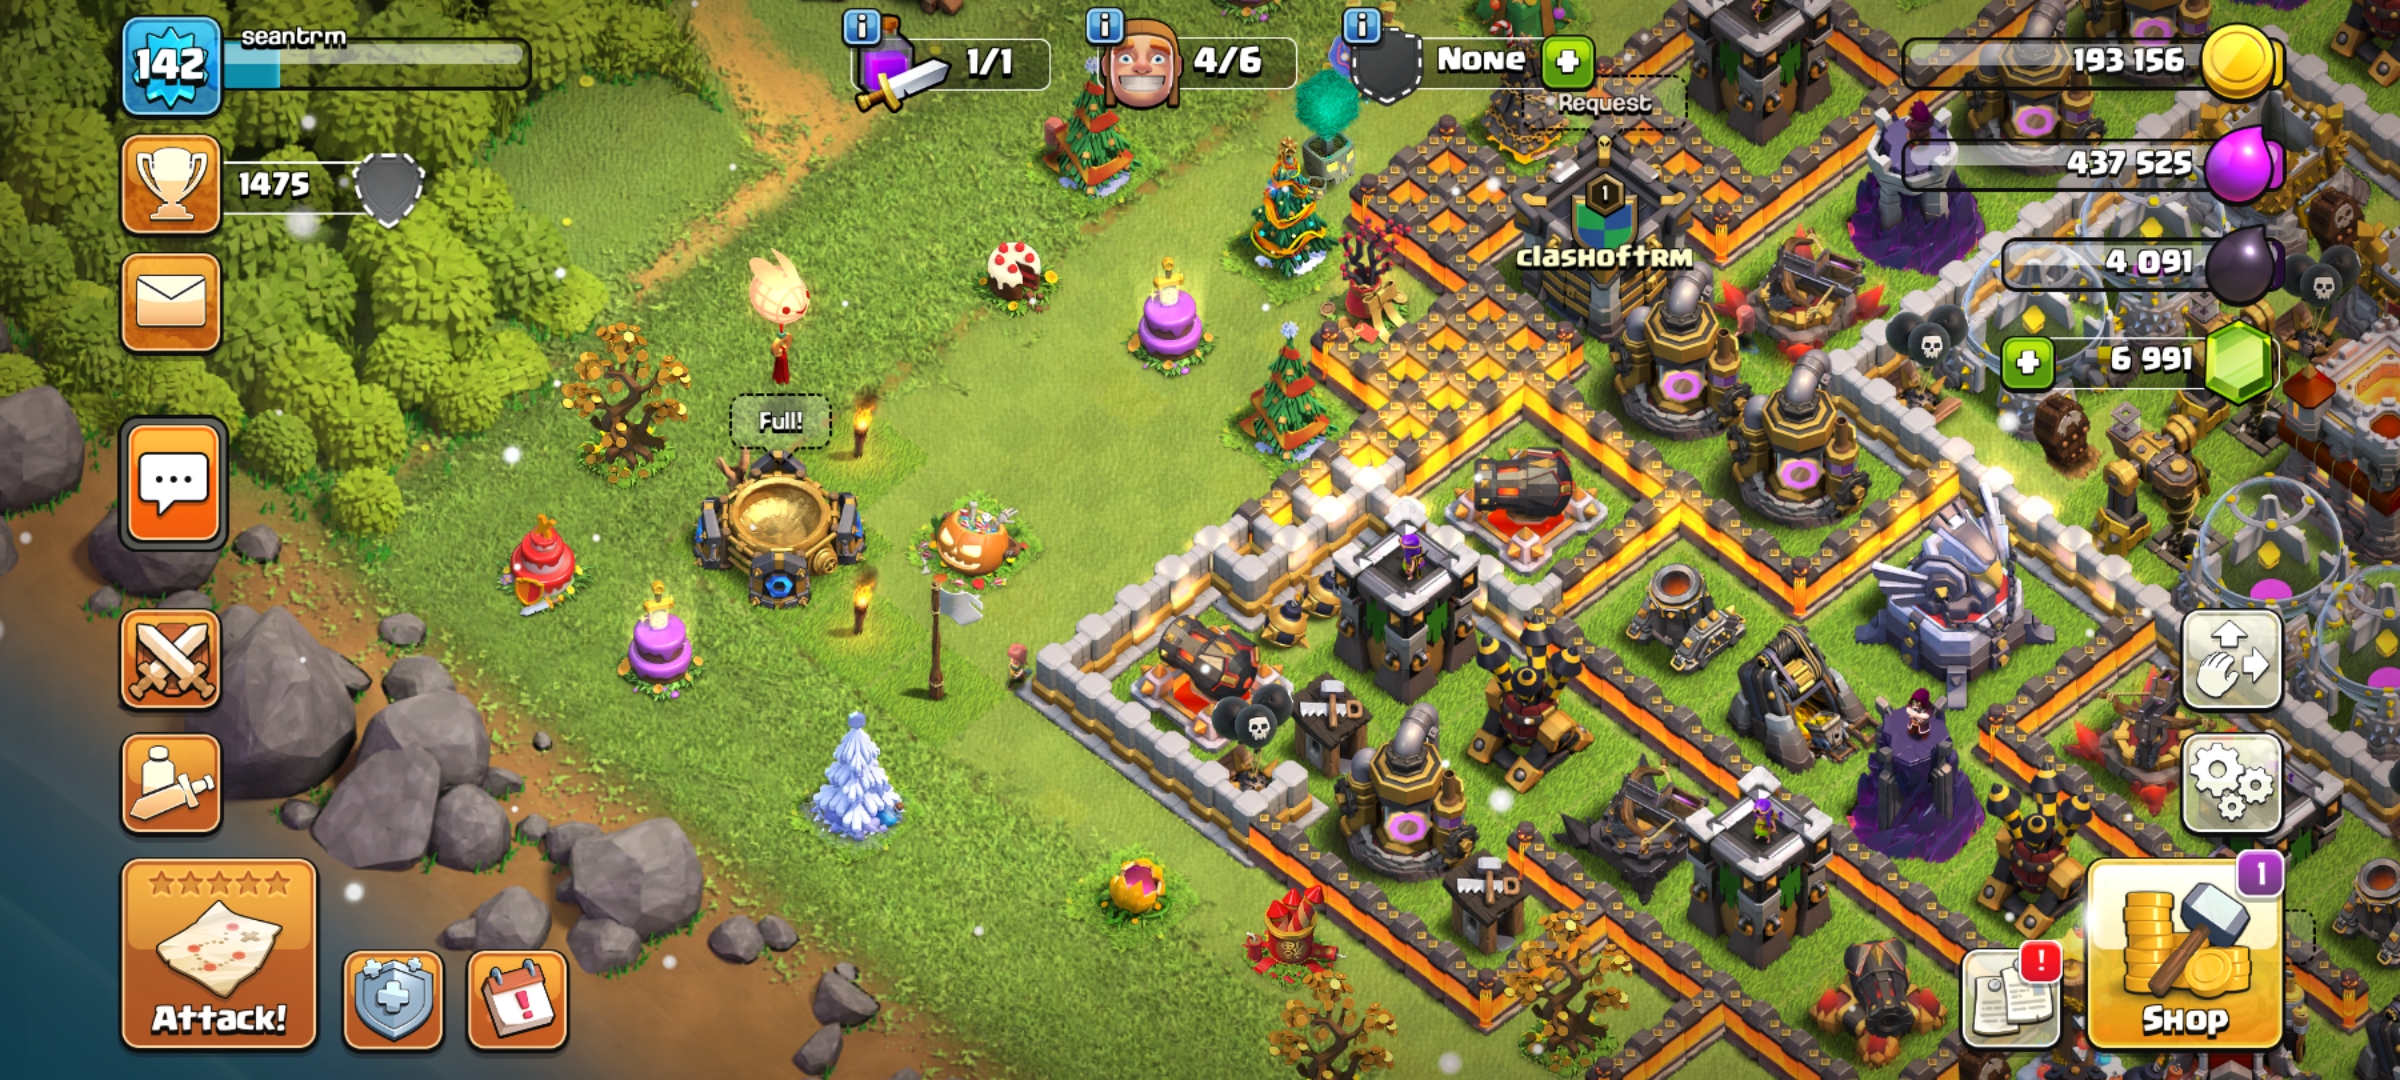 142
seantrm
1/1
4/6
None
193 156
Request
1475
437 525
1
clashoftRM
4 091
6 991
Full!
1
Attack!
!
!
Shop